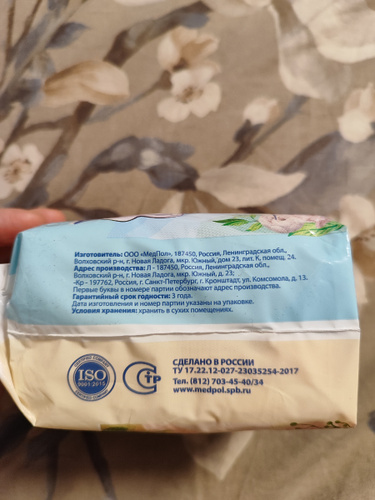 Изготовитель: ООО «МедПол», 187450, Россия, Ленинградская обл.,
Волховский р-н, г. Новая Ладога, мкр. Южный, дом 23, лит. К, помещ. 24.
Адрес производства: Л - 187450, Россия, Ленинградская обл.,
Волховский р-н, г. Новая Ладога, мкр. Южный, д. 23;
-Кр - 197762, Россия, г. Санкт-Петербург, г. Кронштадт, ул. Комсомола, д. 13.
Первые буквы в номере партии обозначают адрес производства.
Гарантийный срок годности: 3 года.
Дата изготовления и номер партии указаны на упаковке.
Условия хранения: хранить в сухих помещениях.
СДЕЛАНО В РОССИИ
ТУ 17.22.12-027-23035254-2017
Тел. (812) 703-45-40/34
www.medpol.spb.ru
ISO
9001:2015
СТР